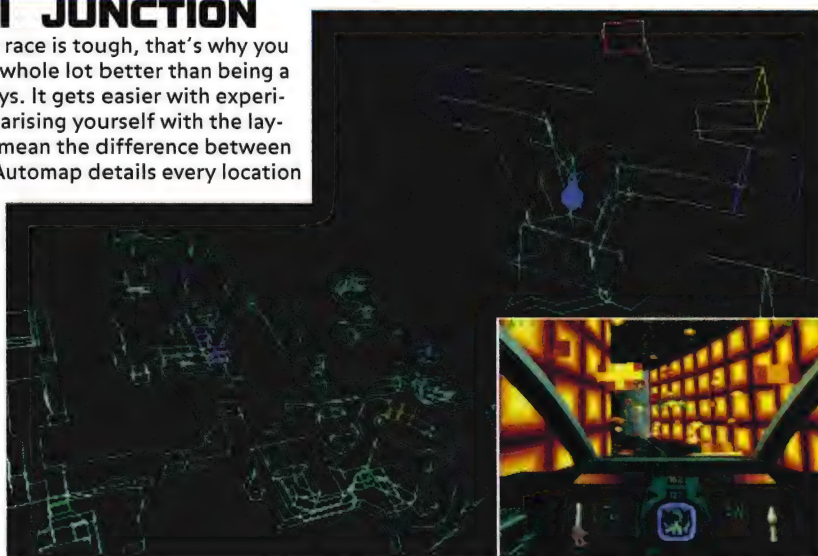 JUNCTION
race is tough, that's why you
whole lot better than being a
ys. It gets easier with experi-
arising yourself with the lay-
mean the difference between
Automap details every location